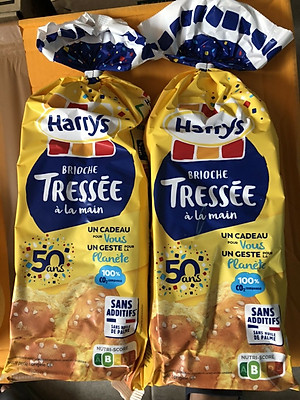 Harrys
BRIOCHE
TRESSÉE
à la main
UN CADEAU
POUR Vous
UN GESTE POUR LA
Planète
50 ans
100%
CO2
SANS
ADDITIFS
SANS HUILE
DE PALME
NUTRI-SCORE
B
Harrys
BRIOCHE
TRESSÉE
à la main
UN CADEAU
POUR Vous
UN GESTE POUR LA
Planète
50 ans
100%
CO2
SANS
ADDITIFS
SANS HUILE
DE PALME
NUTRI-SCORE
B